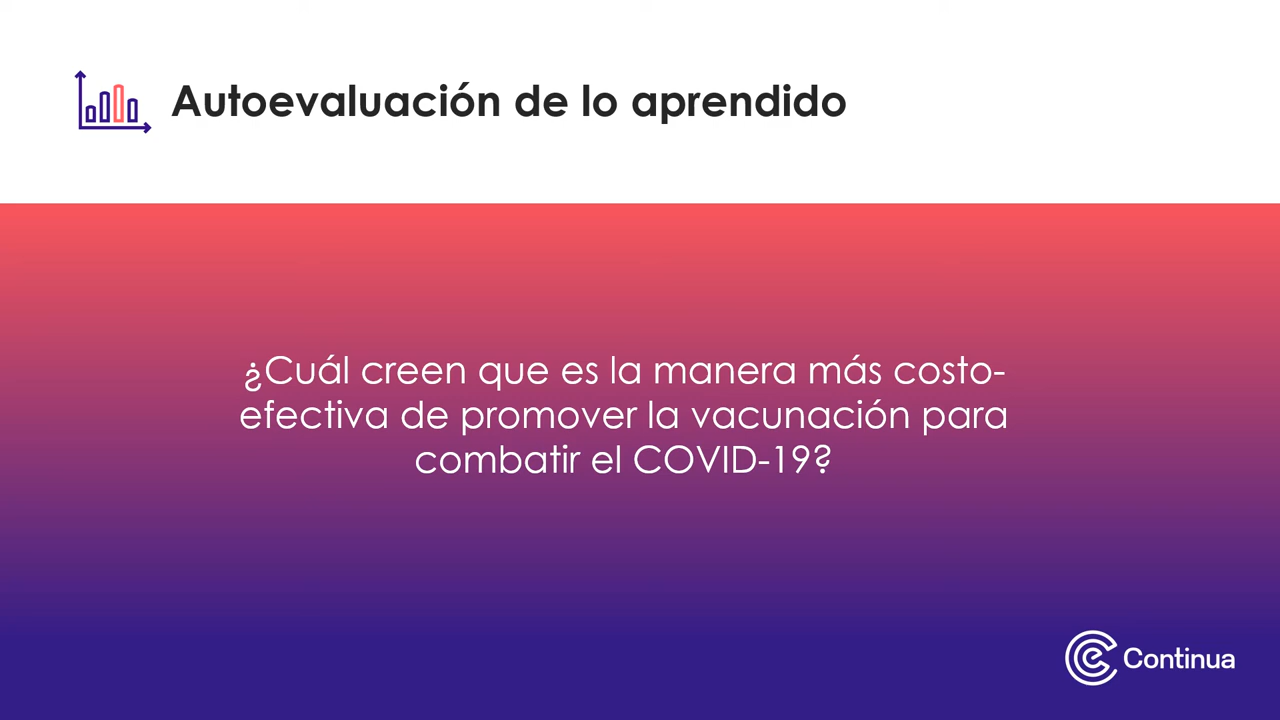 Autoevaluación de lo aprendido
¿Cuál creen que es la manera más costo-
efectiva de promover la vacunación para
combatir el COVID-19?
Continua